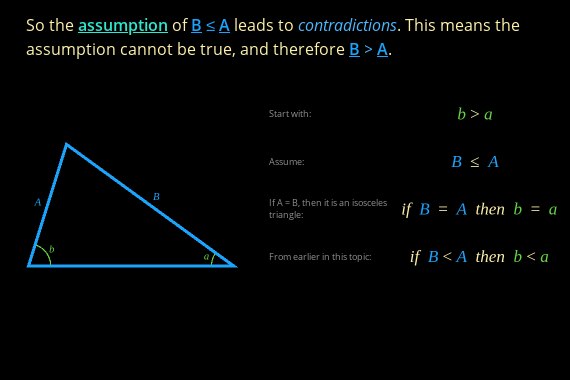 So the assumption of B ≤ A leads to contradictions. This means the
assumption cannot be true, and therefore B > A.
Start with: b > a
Assume: B ≤ A
If A = B, then it is an isosceles
triangle: if B = A then b = a
From earlier in this topic: if B < A then b < a
A
B
b
a